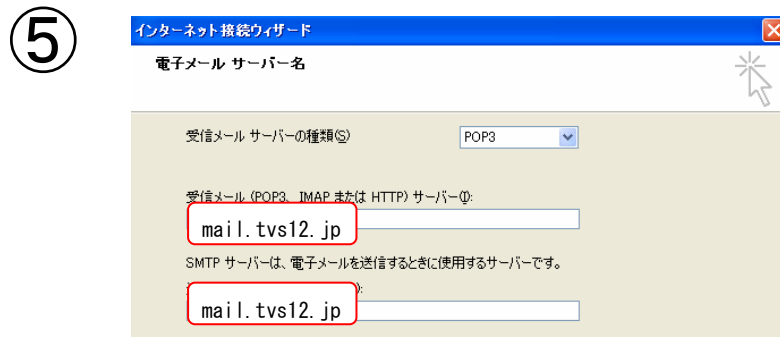 ⑤
インターネット接続ウィザード
電子メール サーバー名
受信メール サーバーの種類(S)
POP3
受信メール (POP3、IMAP または HTTP) サーバー(I):
mail.tvs12.jp
SMTP サーバーは、電子メールを送信するときに使用するサーバーです。
mail.tvs12.jp